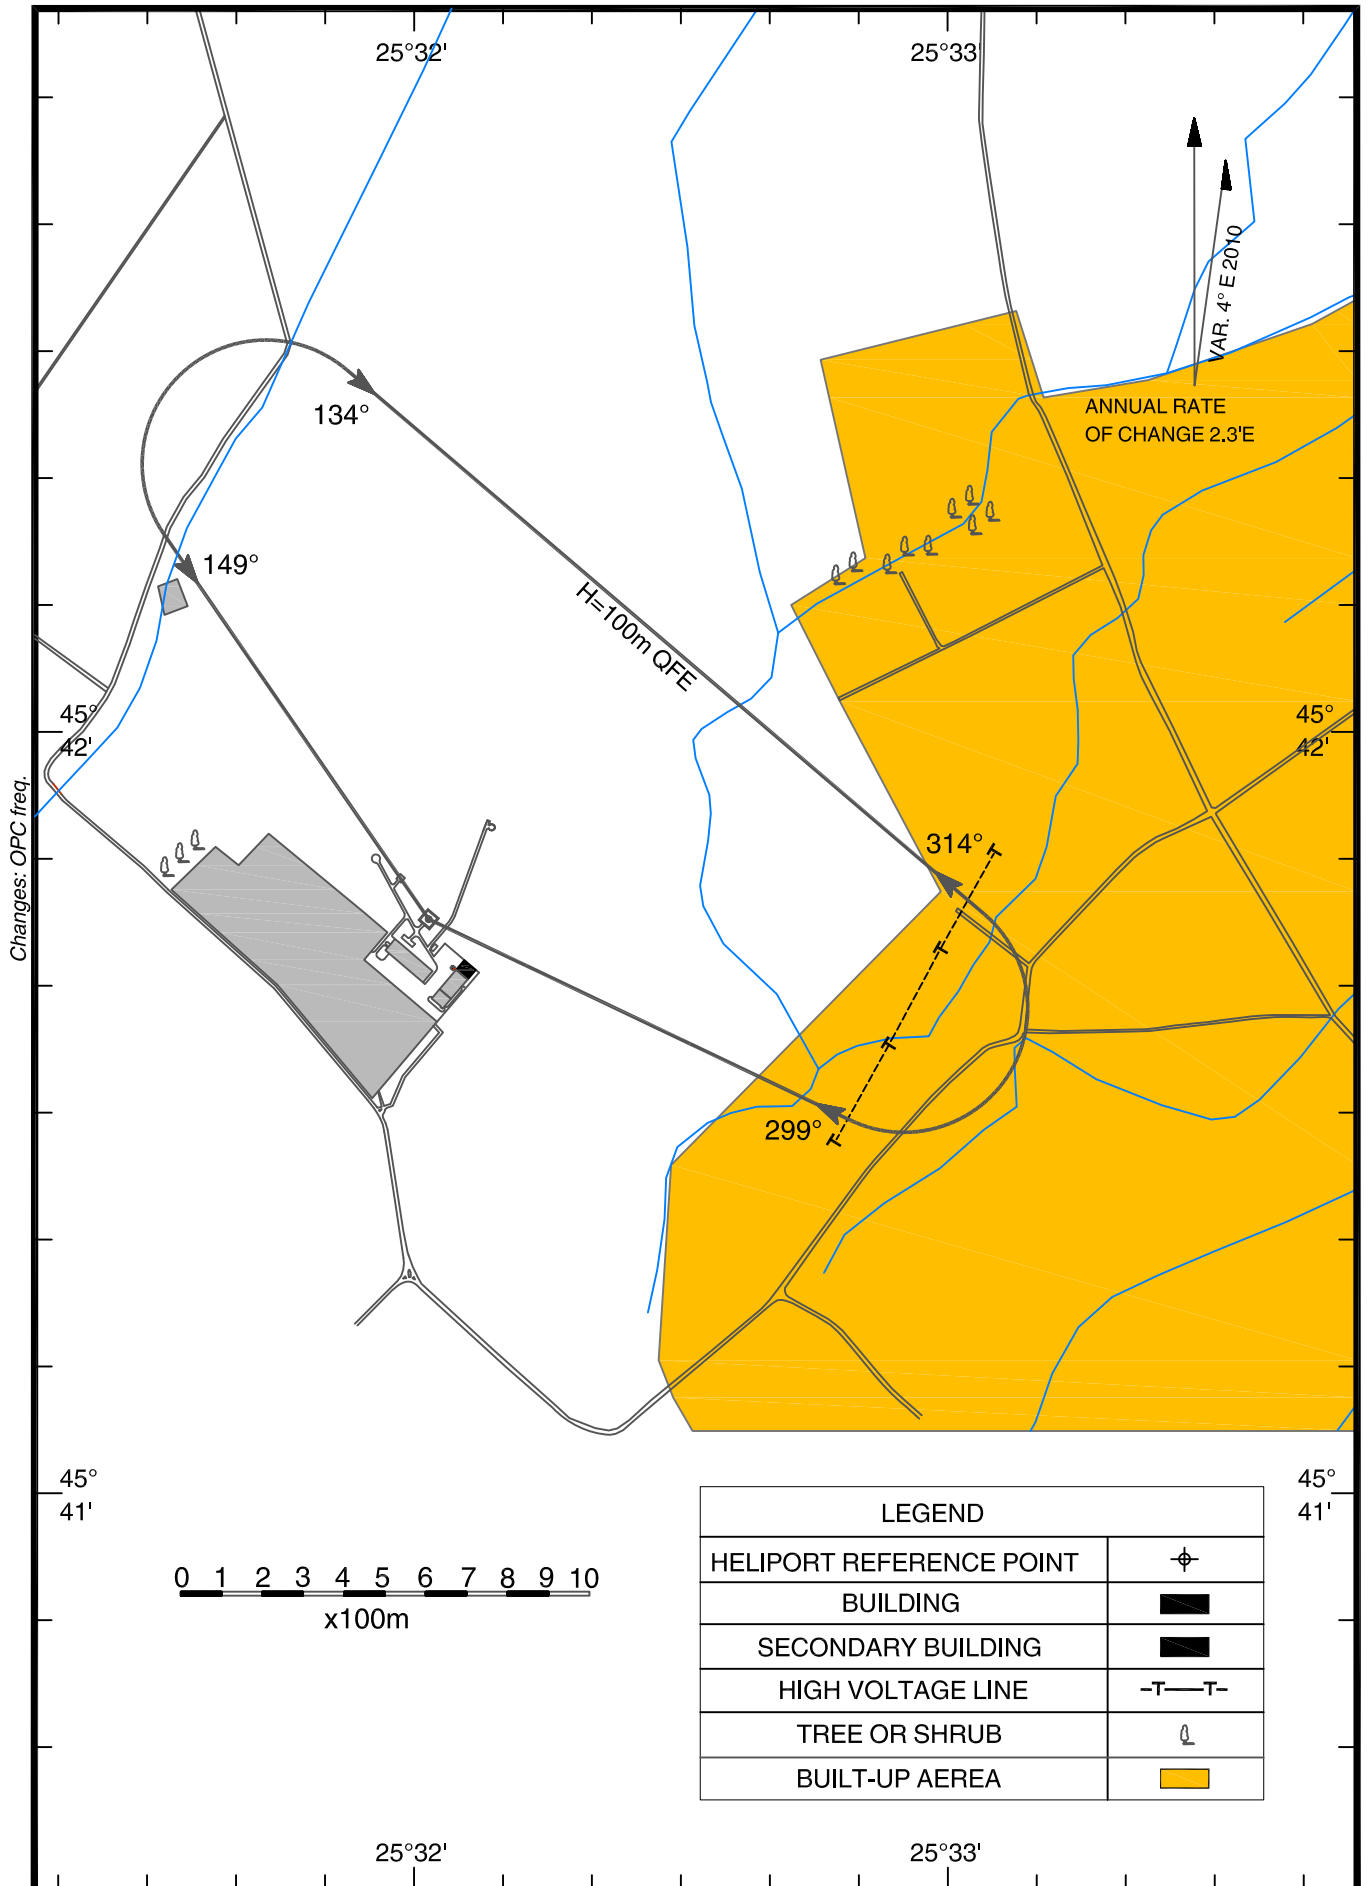 25°32'
25°33'
VAR. 4° E 2010
ANNUAL RATE
OF CHANGE 2.3'E
134°
149°
H=100m QFE
45°
42'
45°
42'
Changes: OPC freq.
314°
299°
45°
41'
45°
41'
0 1 2 3 4 5 6 7 8 9 10
x100m
LEGEND
HELIPORT REFERENCE POINT
BUILDING
SECONDARY BUILDING
HIGH VOLTAGE LINE
TREE OR SHRUB
BUILT-UP AEREA
25°32'
25°33'